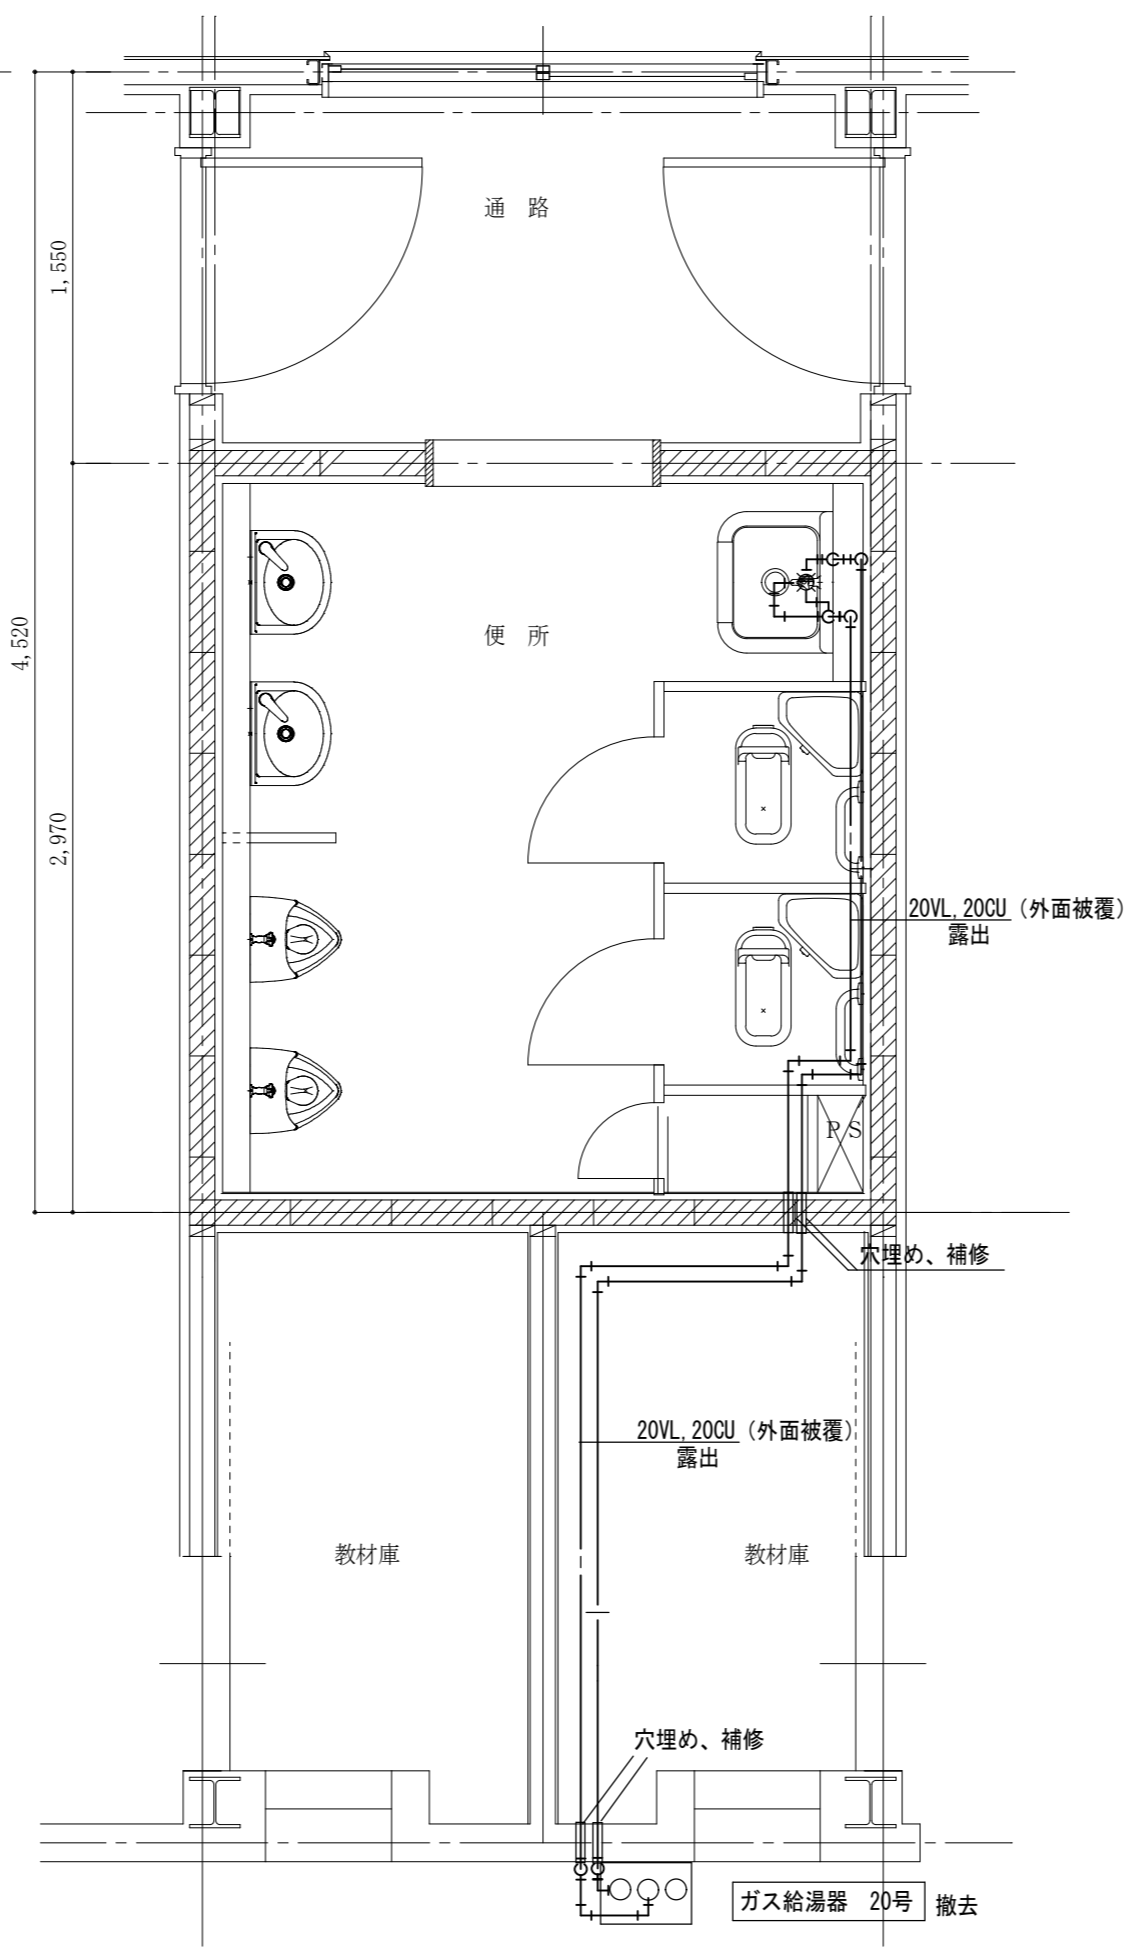 通 路
1,550
4,520
便 所
2,970
20VL,20CU（外面被覆）
露出
PS
穴埋め、補修
20VL,20CU（外面被覆）
露出
教材庫
教材庫
穴埋め、補修
ガス給湯器 20号 撤去